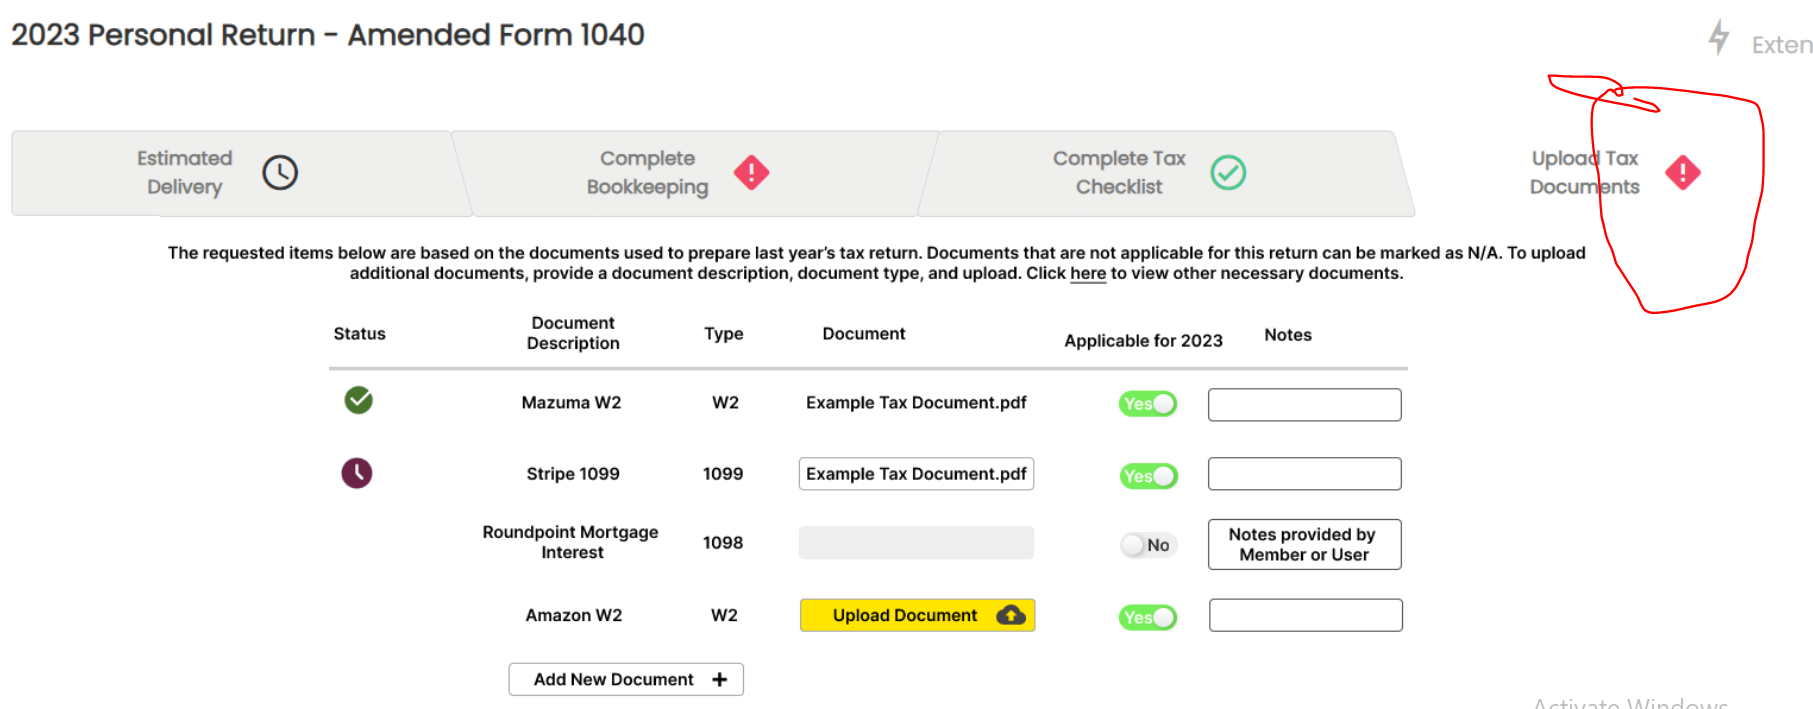 2023 Personal Return - Amended Form 1040
Exten
Estimated
Delivery
Complete
Bookkeeping
Complete Tax
Checklist
Upload Tax
Documents
The requested items below are based on the documents used to prepare last year's tax return. Documents that are not applicable for this return can be marked as N/A. To upload
additional documents, provide a document description, document type, and upload. Click here to view other necessary documents.
Status
Document
Description
Type
Document
Applicable for 2023
Notes
Mazuma W2
W2
Example Tax Document.pdf
Yes
Stripe 1099
1099
Example Tax Document.pdf
Yes
Roundpoint Mortgage
Interest
1098
No
Notes provided by
Member or User
Amazon W2
W2
Upload Document
Yes
Add New Document +
Activate Windows